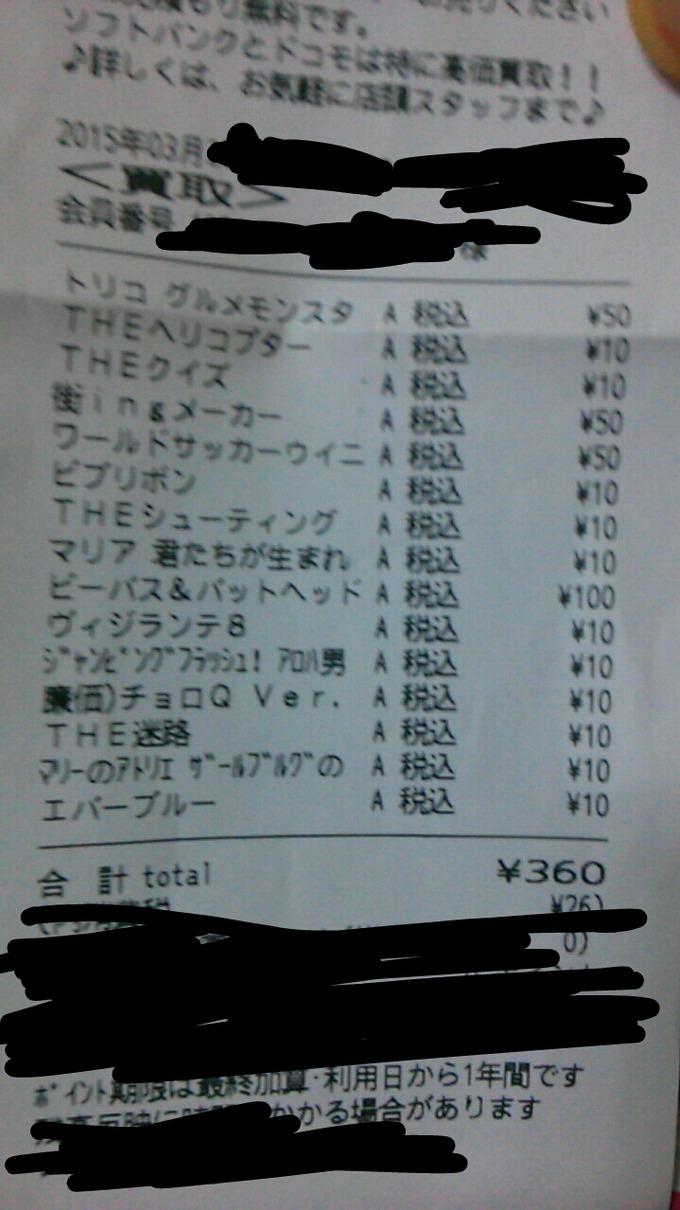 無料です。
ソフトバンクとドコモは特に高価買取！！
♪詳しくは、お気軽に店頭スタッフまで♪
2015年03月
＜買取＞
会員番号 様
トリコ グルメモンスタ A 税込 ¥50
ＴＨＥヘリコプター A 税込 ¥10
ＴＨＥクイズ A 税込 ¥10
街ｉｎｇメーカー A 税込 ¥50
ワールドサッカーウイニ A 税込 ¥50
ビブリボン A 税込 ¥10
ＴＨＥシューティング A 税込 ¥10
マリア 君たちが生まれ A 税込 ¥10
ビーバス＆バットヘッド A 税込 ¥100
ヴィジランテ８ A 税込 ¥10
ｼﾞｬﾝﾋﾟﾝｸﾞﾌﾗｯｼｭ! ｱﾛﾊ男 A 税込 ¥10
廉価)チョロＱ Ｖｅｒ. A 税込 ¥10
ＴＨＥ迷路 A 税込 ¥10
ﾏﾘｰのｱﾄﾘｴ ｻﾞｰﾙﾌﾞﾙｸﾞの A 税込 ¥10
エバーブルー A 税込 ¥10
合 計 total ¥360
¥26)
0)
ﾎﾟｲﾝﾄ期限は最終加算・利用日から1年間です
かかる場合があります